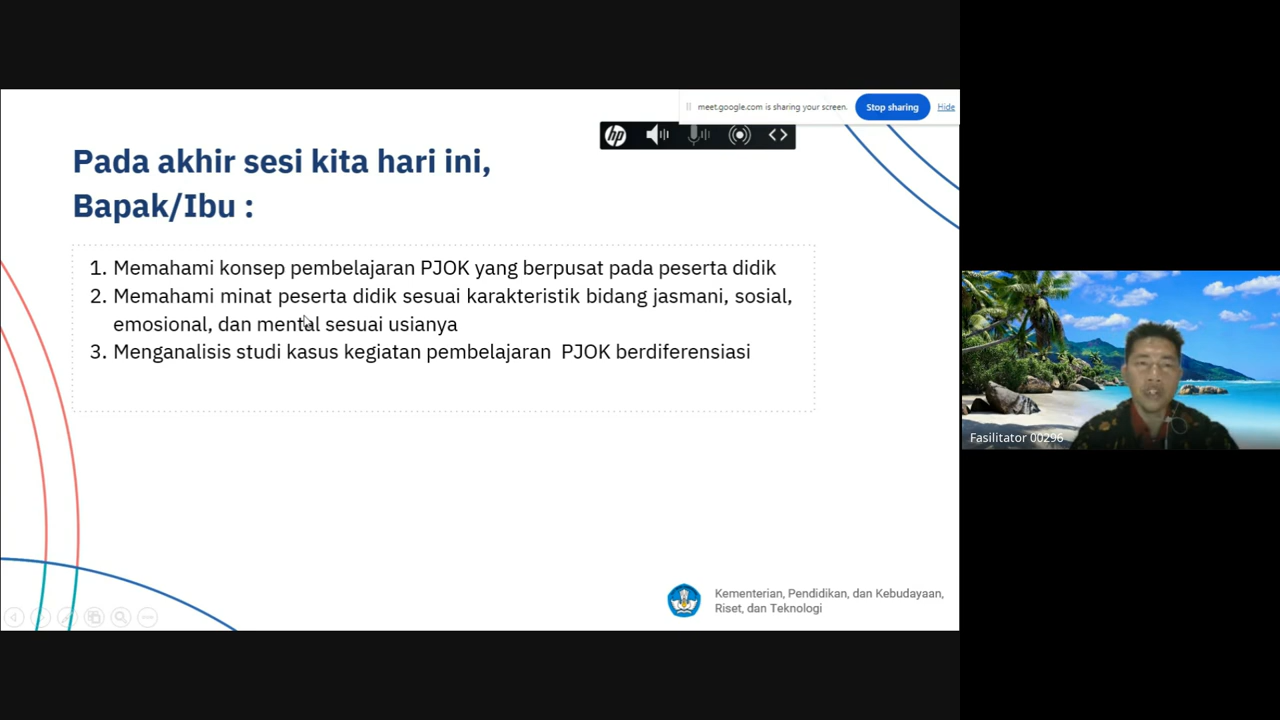 meet.google.com is sharing your screen.
Stop sharing
Hide
hp
Pada akhir sesi kita hari ini,
Bapak/Ibu :
1. Memahami konsep pembelajaran PJOK yang berpusat pada peserta didik
2. Memahami minat peserta didik sesuai karakteristik bidang jasmani, sosial,
emosional, dan mental sesuai usianya
3. Menganalisis studi kasus kegiatan pembelajaran PJOK berdiferensiasi
Fasilitator 00296
Kementerian, Pendidikan, dan Kebudayaan,
Riset, dan Teknologi